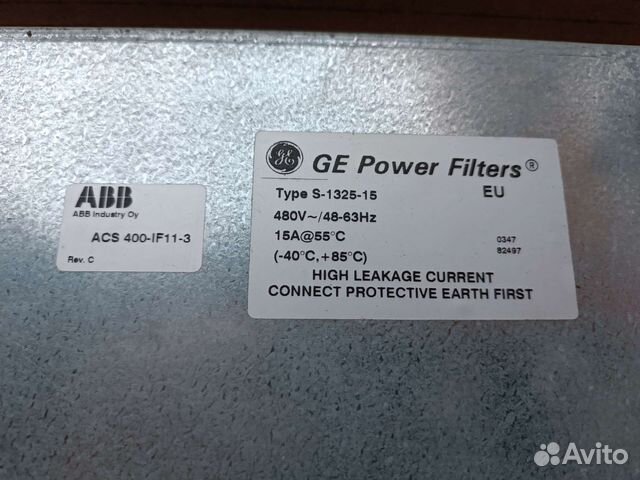 ABB
ABB Industry Oy
ACS 400-IF11-3
Rev. C
GE Power Filters®
Type S-1325-15 EU
480V~/48-63Hz
15A@55°C 0347
(-40°C,+85°C) 82497
HIGH LEAKAGE CURRENT
CONNECT PROTECTIVE EARTH FIRST
Avito